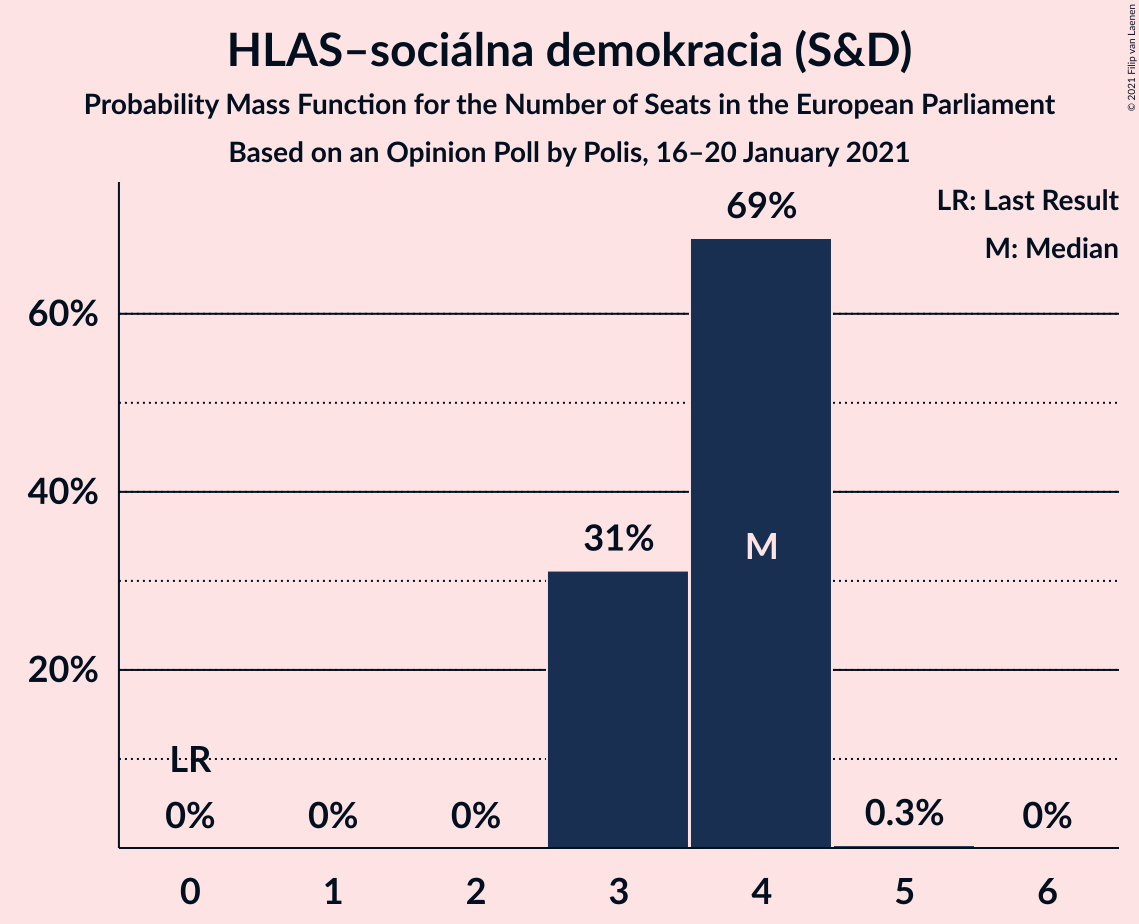 HLAS–sociálna demokracia (S&D)
Probability Mass Function for the Number of Seats in the European Parliament
Based on an Opinion Poll by Polis, 16–20 January 2021
© 2021 Filip van Laenen
LR: Last Result
M: Median
69%
60%
40%
31%
M
20%
LR
0%
0%
0%
0.3%
0%
0
1
2
3
4
5
6